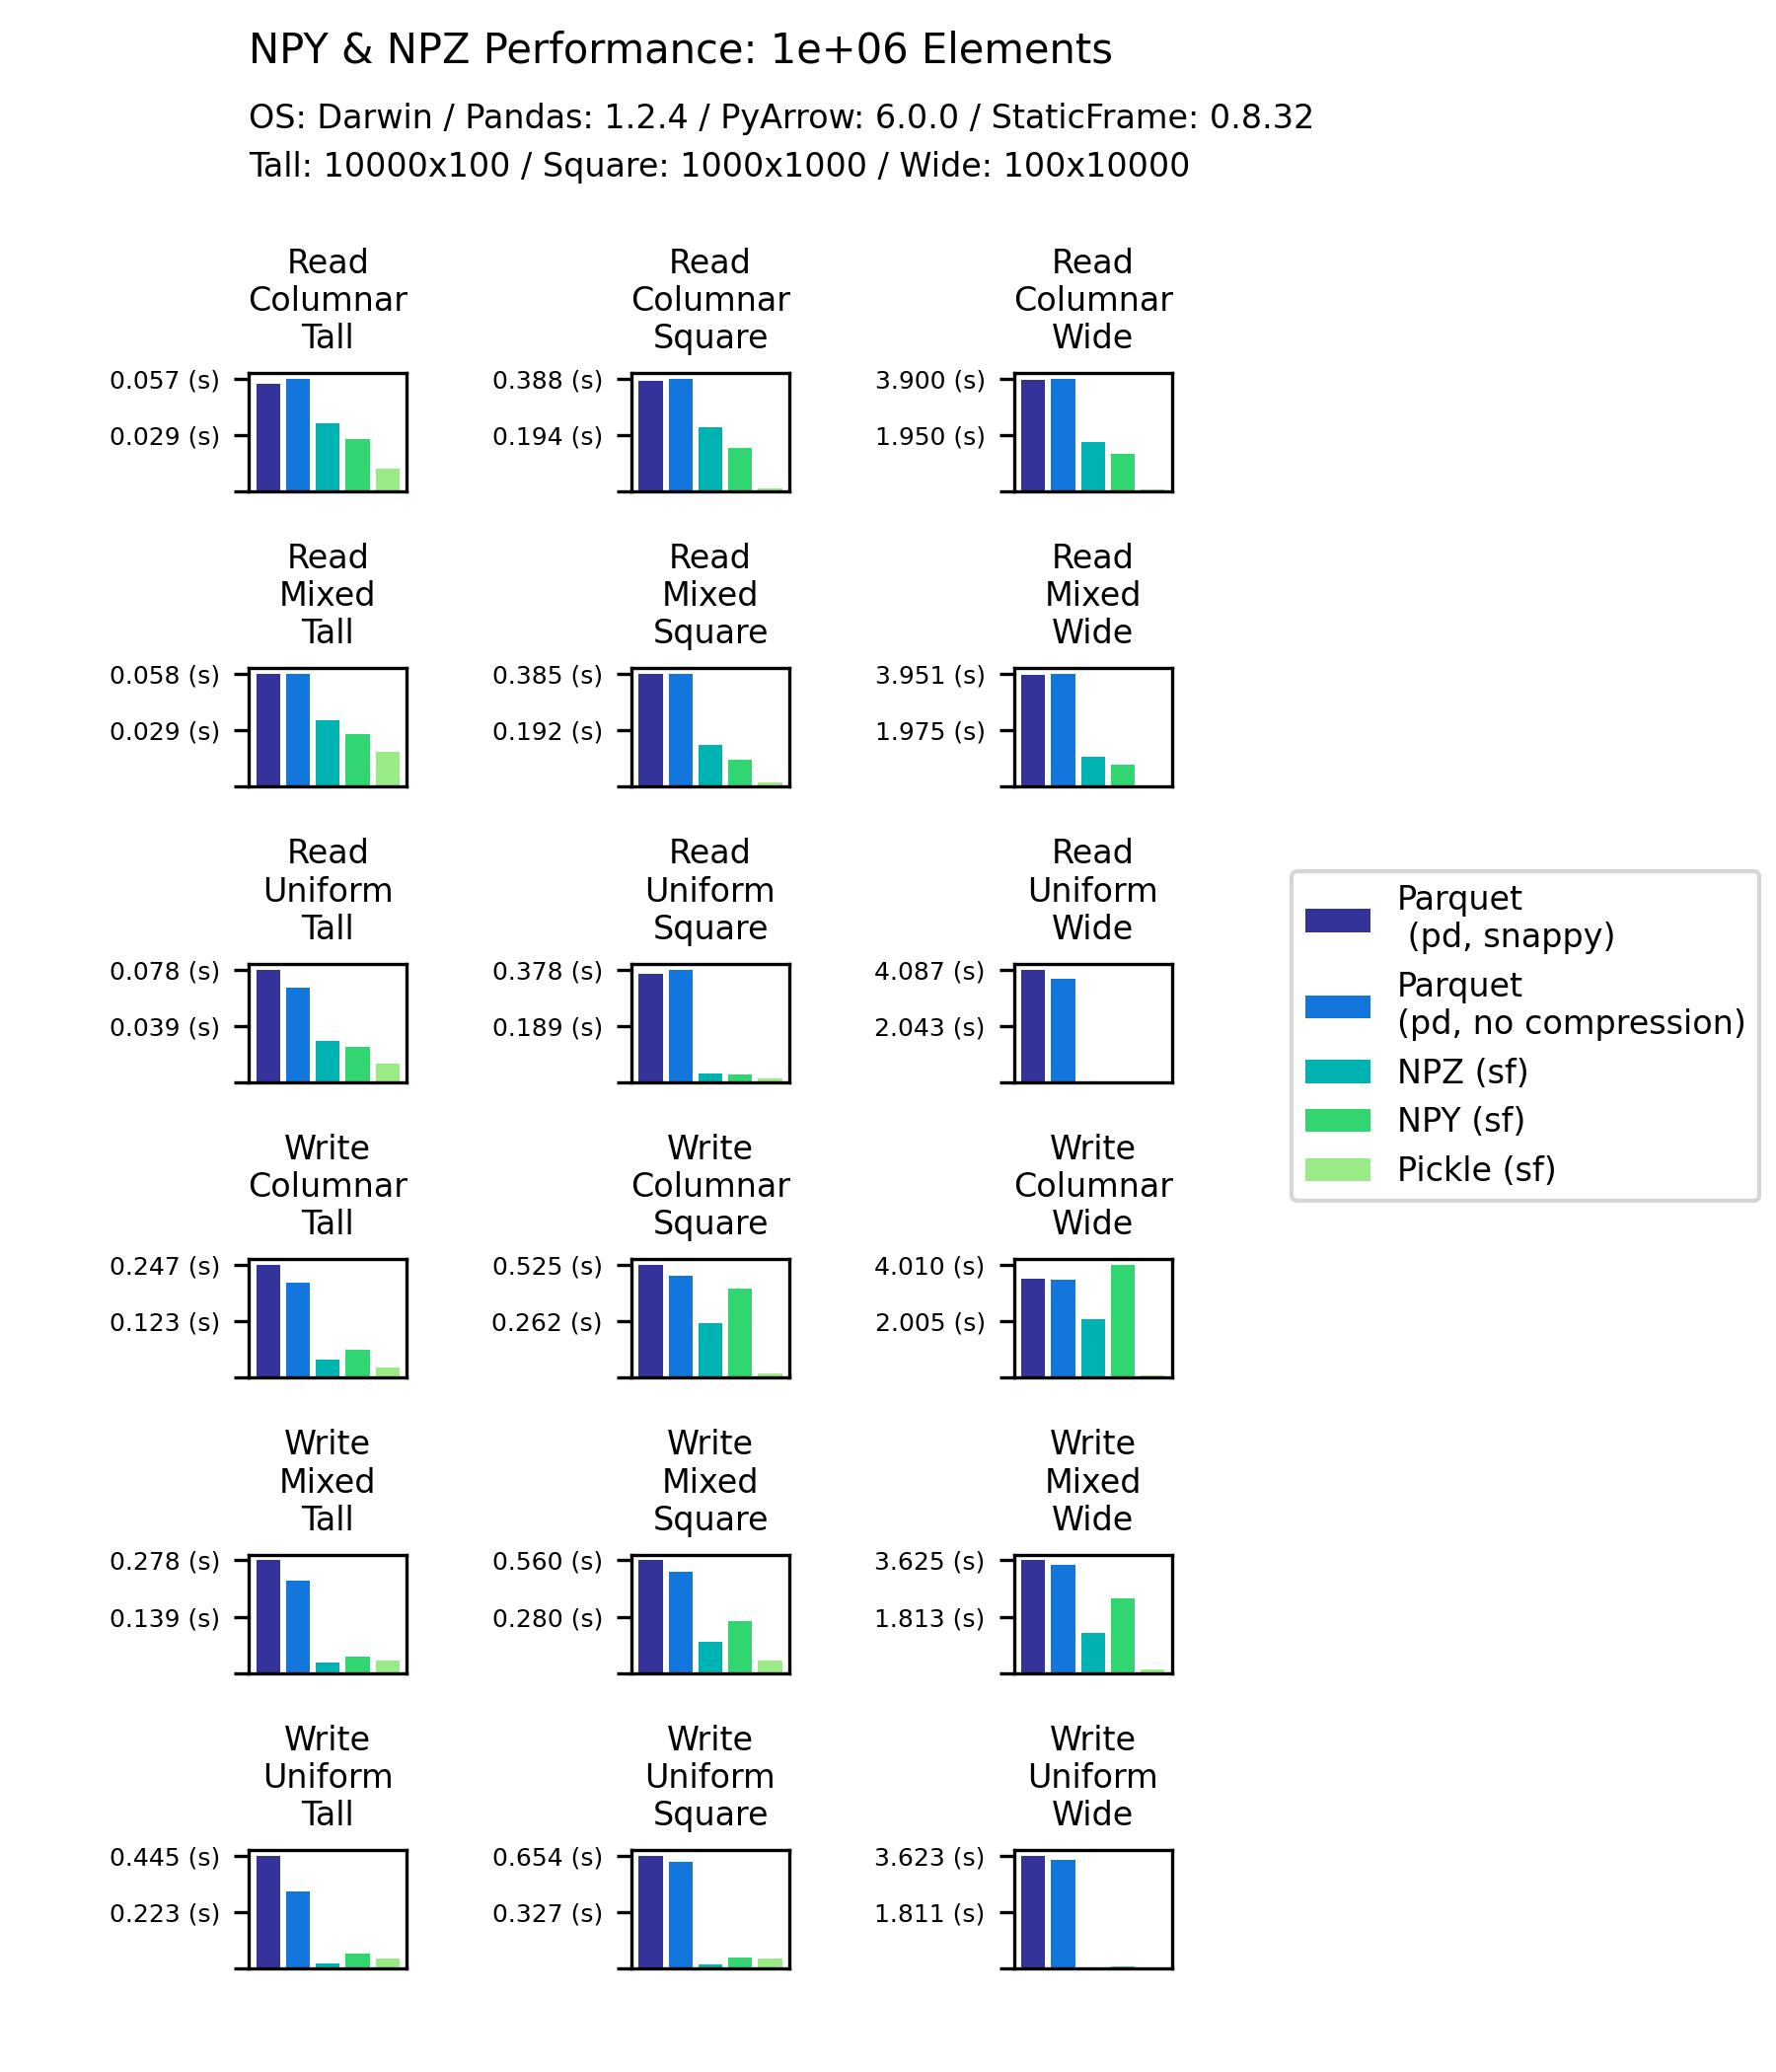 NPY & NPZ Performance: 1e+06 Elements
OS: Darwin / Pandas: 1.2.4 / PyArrow: 6.0.0 / StaticFrame: 0.8.32
Tall: 10000x100 / Square: 1000x1000 / Wide: 100x10000
Read
Columnar
Tall
0.057 (s)
0.029 (s)
Read
Columnar
Square
0.388 (s)
0.194 (s)
Read
Columnar
Wide
3.900 (s)
1.950 (s)
Read
Mixed
Tall
0.058 (s)
0.029 (s)
Read
Mixed
Square
0.385 (s)
0.192 (s)
Read
Mixed
Wide
3.951 (s)
1.975 (s)
Read
Uniform
Tall
0.078 (s)
0.039 (s)
Read
Uniform
Square
0.378 (s)
0.189 (s)
Read
Uniform
Wide
4.087 (s)
2.043 (s)
Parquet
(pd, snappy)
Parquet
(pd, no compression)
NPZ (sf)
NPY (sf)
Pickle (sf)
Write
Columnar
Tall
0.247 (s)
0.123 (s)
Write
Columnar
Square
0.525 (s)
0.262 (s)
Write
Columnar
Wide
4.010 (s)
2.005 (s)
Write
Mixed
Tall
0.278 (s)
0.139 (s)
Write
Mixed
Square
0.560 (s)
0.280 (s)
Write
Mixed
Wide
3.625 (s)
1.813 (s)
Write
Uniform
Tall
0.445 (s)
0.223 (s)
Write
Uniform
Square
0.654 (s)
0.327 (s)
Write
Uniform
Wide
3.623 (s)
1.811 (s)